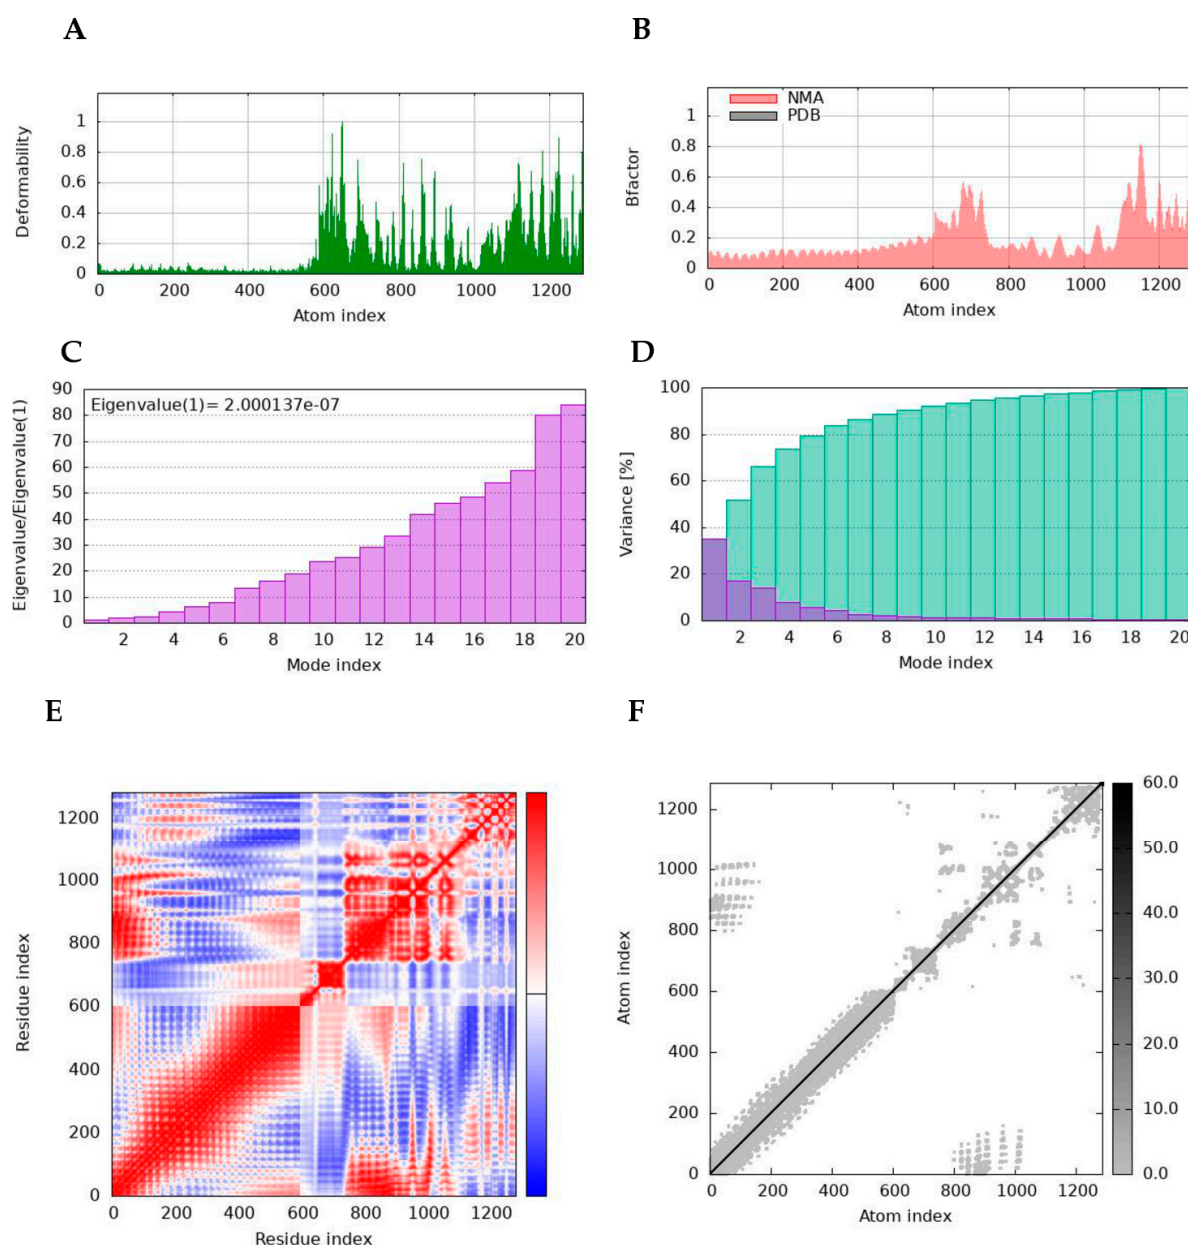 A
B
Deformability
1
0.8
0.6
0.4
0.2
0
0 200 400 600 800 1000 1200
Atom index
Bfactor
NMA
PDB
1
0.8
0.6
0.4
0.2
0
0 200 400 600 800 1000 1200
Atom index
C
D
Eigenvalue/Eigenvalue(1)
Eigenvalue(1)= 2.000137e-07
90
80
70
60
50
40
30
20
10
0
2 4 6 8 10 12 14 16 18 20
Mode index
Variance [%]
100
80
60
40
20
0
2 4 6 8 10 12 14 16 18 20
Mode index
E
F
Residue index
1200
1000
800
600
400
200
0
0 200 400 600 800 1000 1200
Residue index
Atom index
1200
1000
800
600
400
200
0
0 200 400 600 800 1000 1200
Atom index
60.0
50.0
40.0
30.0
20.0
10.0
0.0